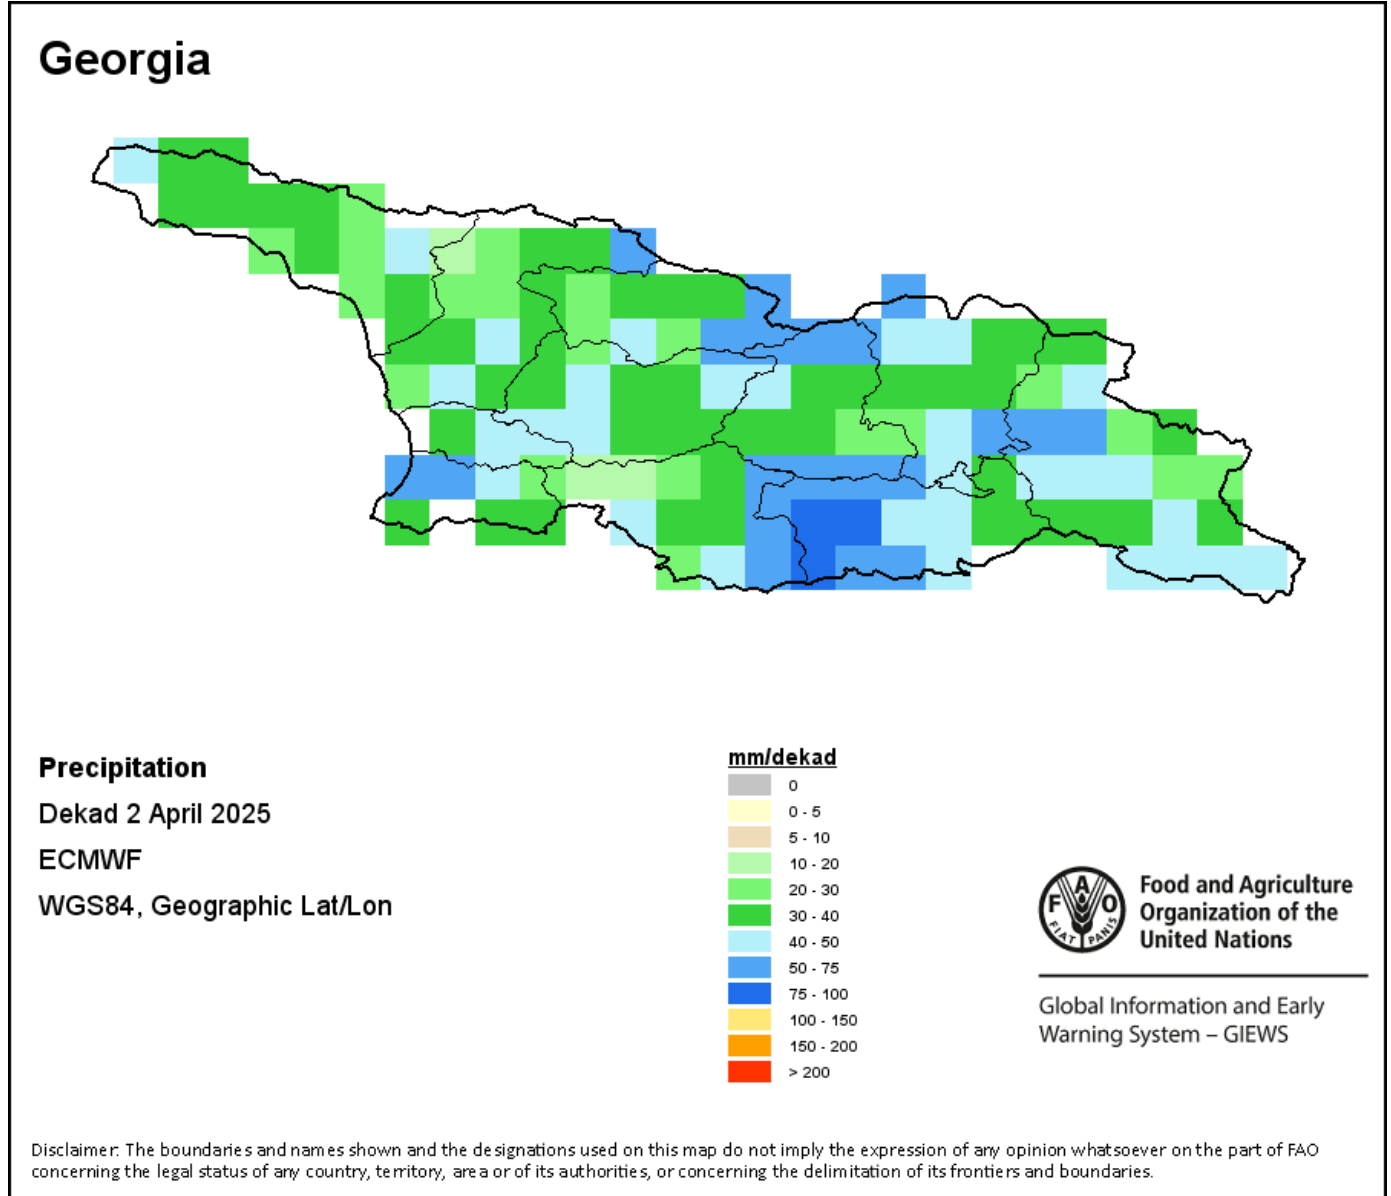 Georgia
Precipitation
Dekad 2 April 2025
ECMWF
WGS84, Geographic Lat/Lon
mm/dekad
0
0 - 5
5 - 10
10 - 20
20 - 30
30 - 40
40 - 50
50 - 75
75 - 100
100 - 150
150 - 200
> 200
F A O
FIAT PANIS
Food and Agriculture
Organization of the
United Nations
Global Information and Early
Warning System – GIEWS
Disclaimer: The boundaries and names shown and the designations used on this map do not imply the expression of any opinion whatsoever on the part of FAO
concerning the legal status of any country, territory, area or of its authorities, or concerning the delimitation of its frontiers and boundaries.